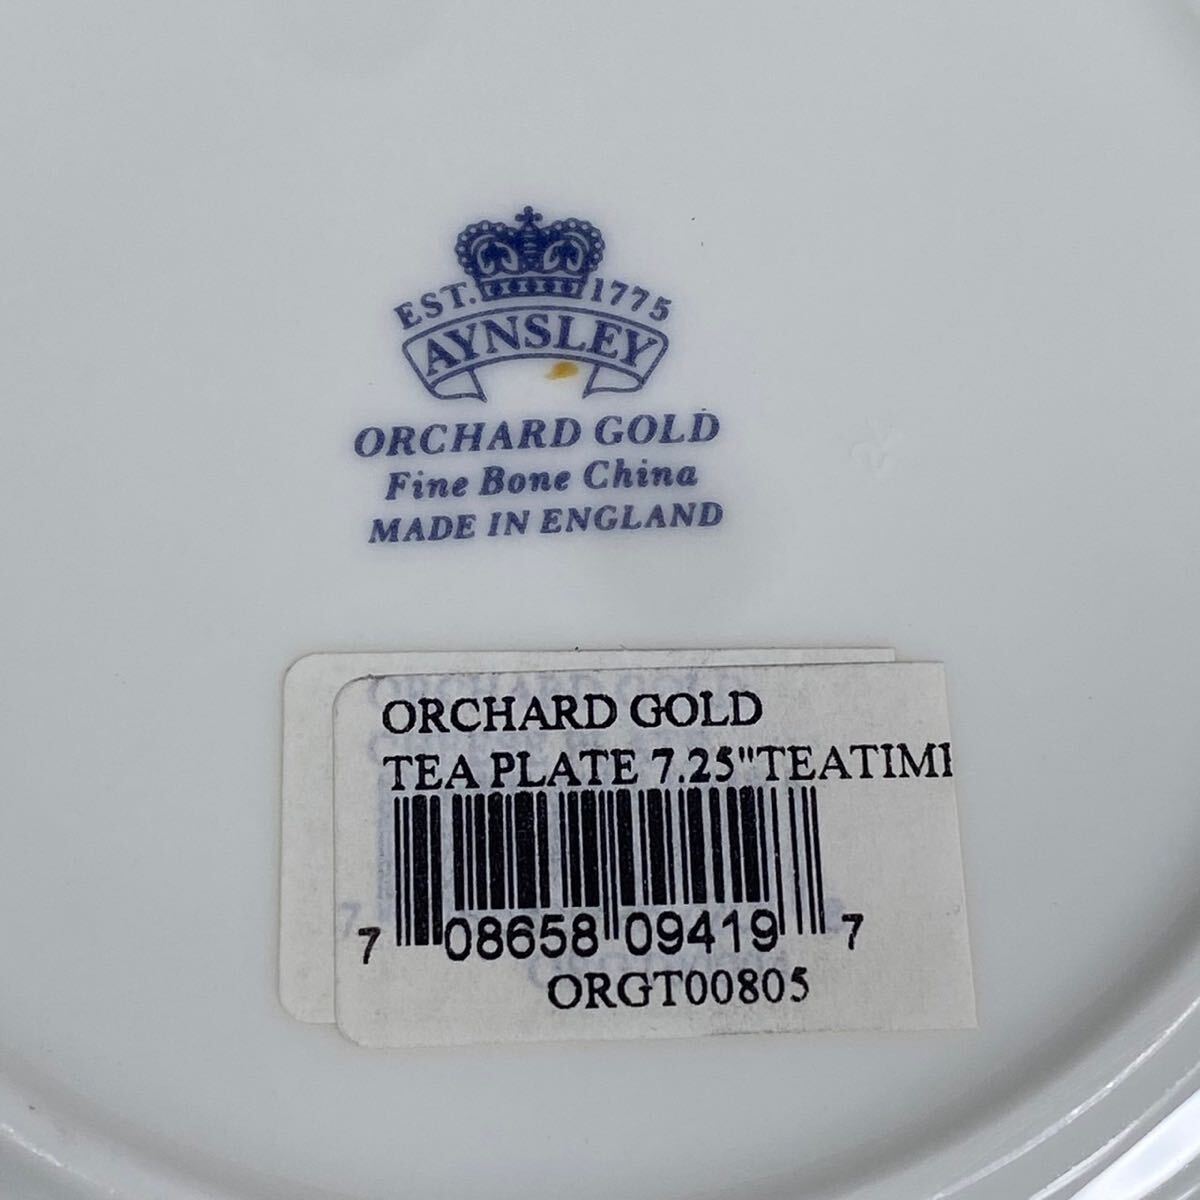 EST. 1775
AYNSLEY
ORCHARD GOLD
Fine Bone China
MADE IN ENGLAND
ORCHARD GOLD
TEA PLATE 7.25"TEATIM
7 08658 09419 7
ORGT00805